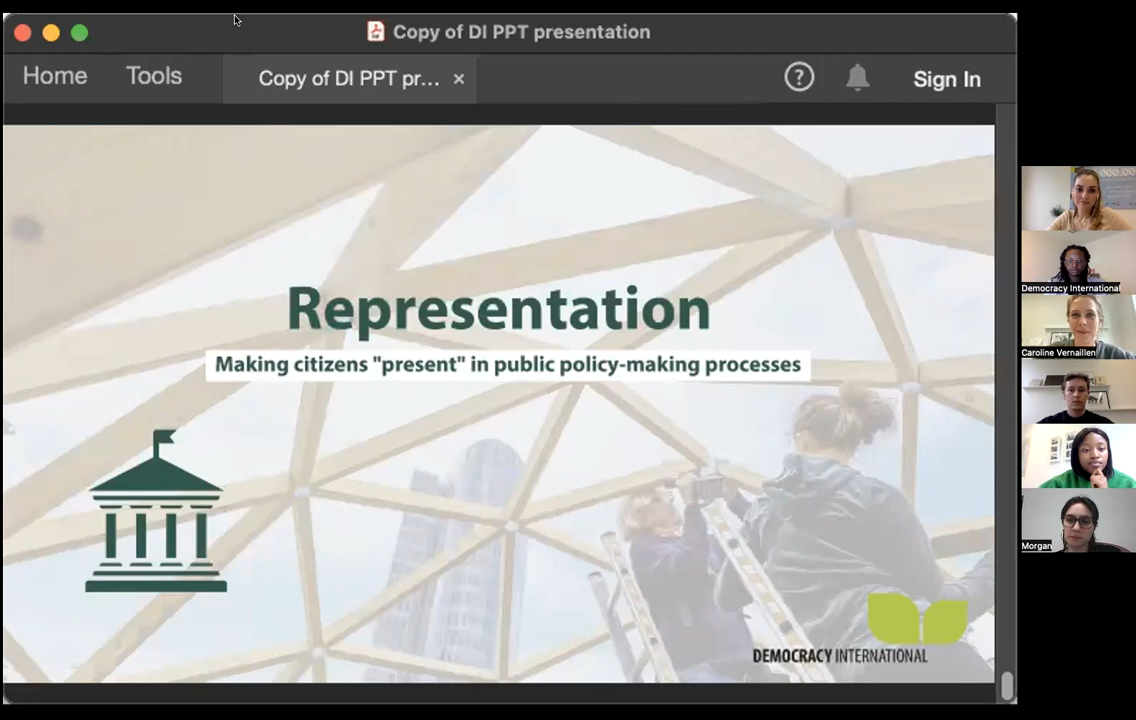 Copy of DI PPT presentation
Home Tools Copy of DI PPT pr... × ? Sign In
Representation
Making citizens "present" in public policy-making processes
DEMOCRACY INTERNATIONAL
Democracy International
Caroline Vernaillen
Morgan